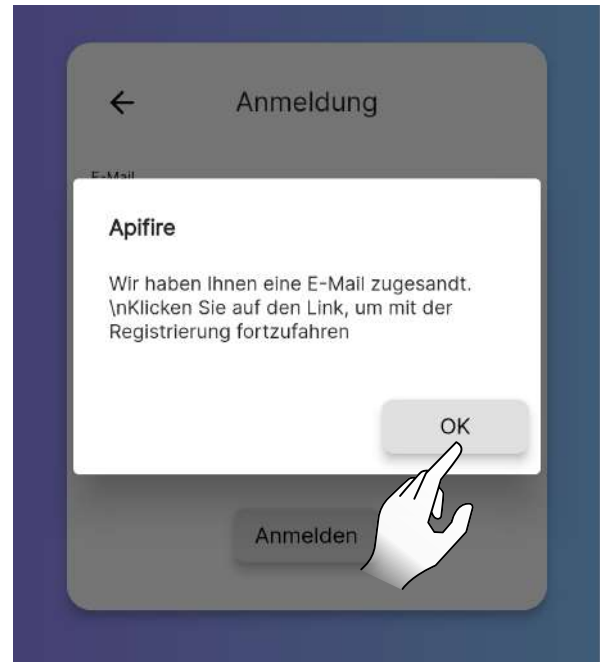 Anmeldung
E-Mail
Apifire
Wir haben Ihnen eine E-Mail zugesandt.
\nKlicken Sie auf den Link, um mit der
Registrierung fortzufahren
OK
Anmelden